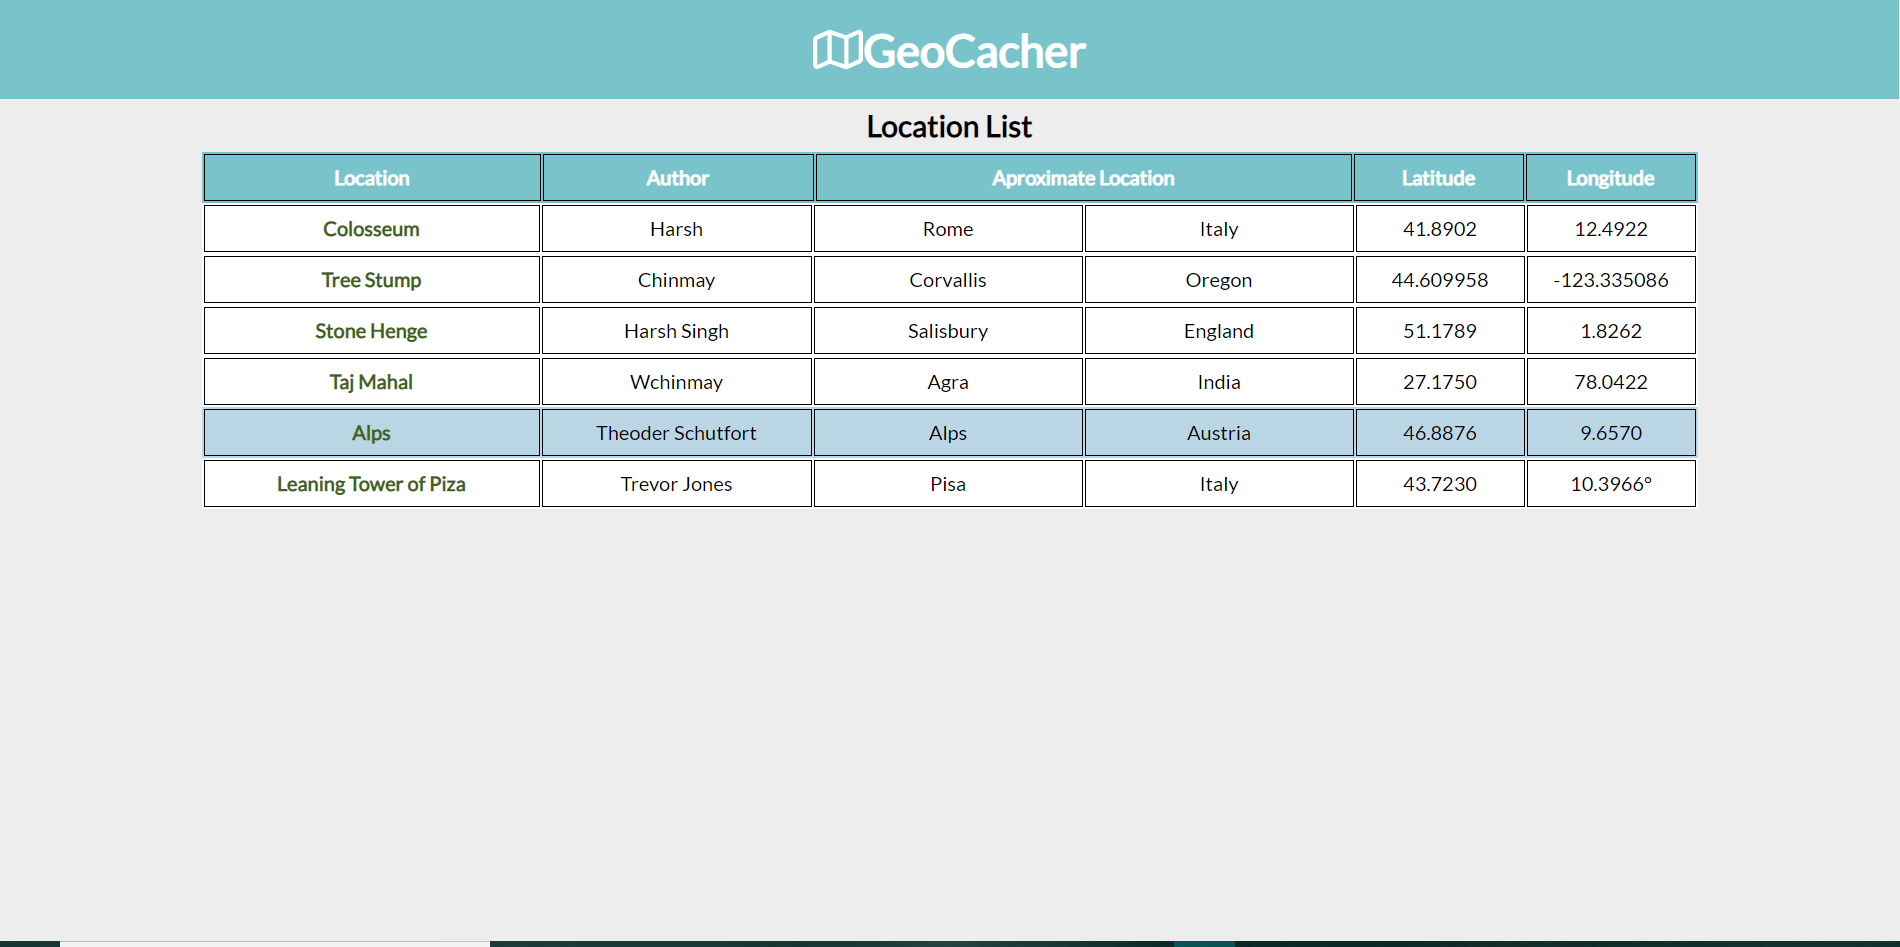 GeoCacher
Location List
Location Author Aproximate Location Latitude Longitude
Colosseum Harsh Rome Italy 41.8902 12.4922
Tree Stump Chinmay Corvallis Oregon 44.609958 -123.335086
Stone Henge Harsh Singh Salisbury England 51.1789 1.8262
Taj Mahal Wchinmay Agra India 27.1750 78.0422
Alps Theoder Schutfort Alps Austria 46.8876 9.6570
Leaning Tower of Piza Trevor Jones Pisa Italy 43.7230 10.3966°